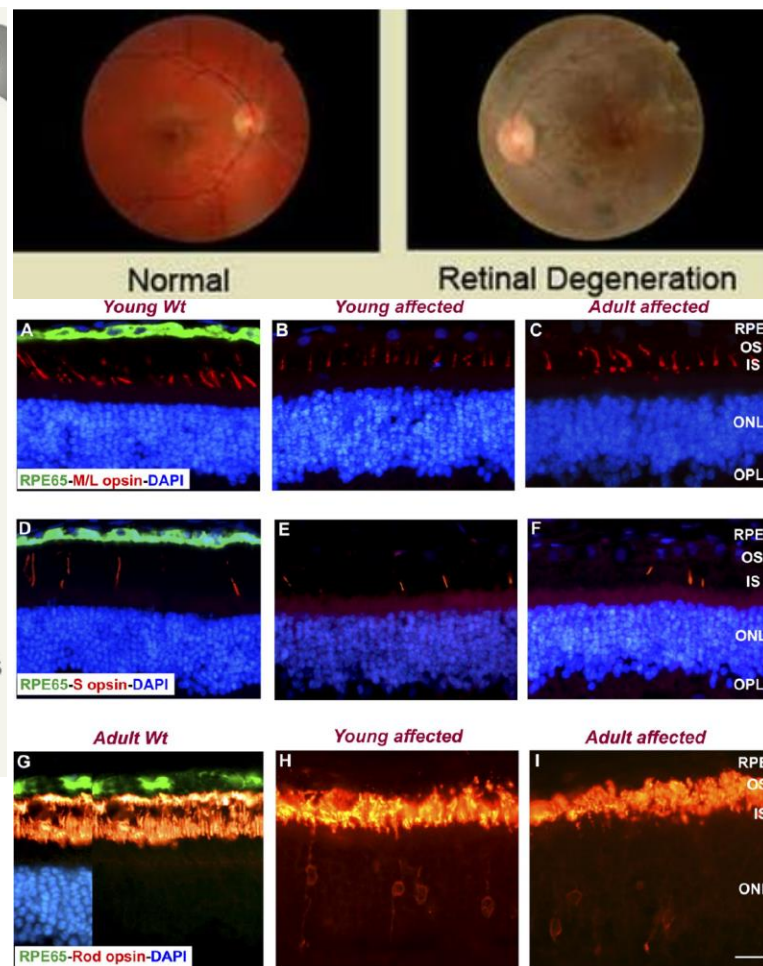 Normal
Retinal Degeneration
Young Wt
Young affected
Adult affected
A
B
C
RPE
OS
IS
ONL
OPL
RPE65-M/L opsin-DAPI
D
E
F
RPE
OS
IS
ONL
OPL
RPE65-S opsin-DAPI
Adult Wt
Young affected
Adult affected
G
H
I
RPE
OS
IS
ONL
RPE65-Rod opsin-DAPI